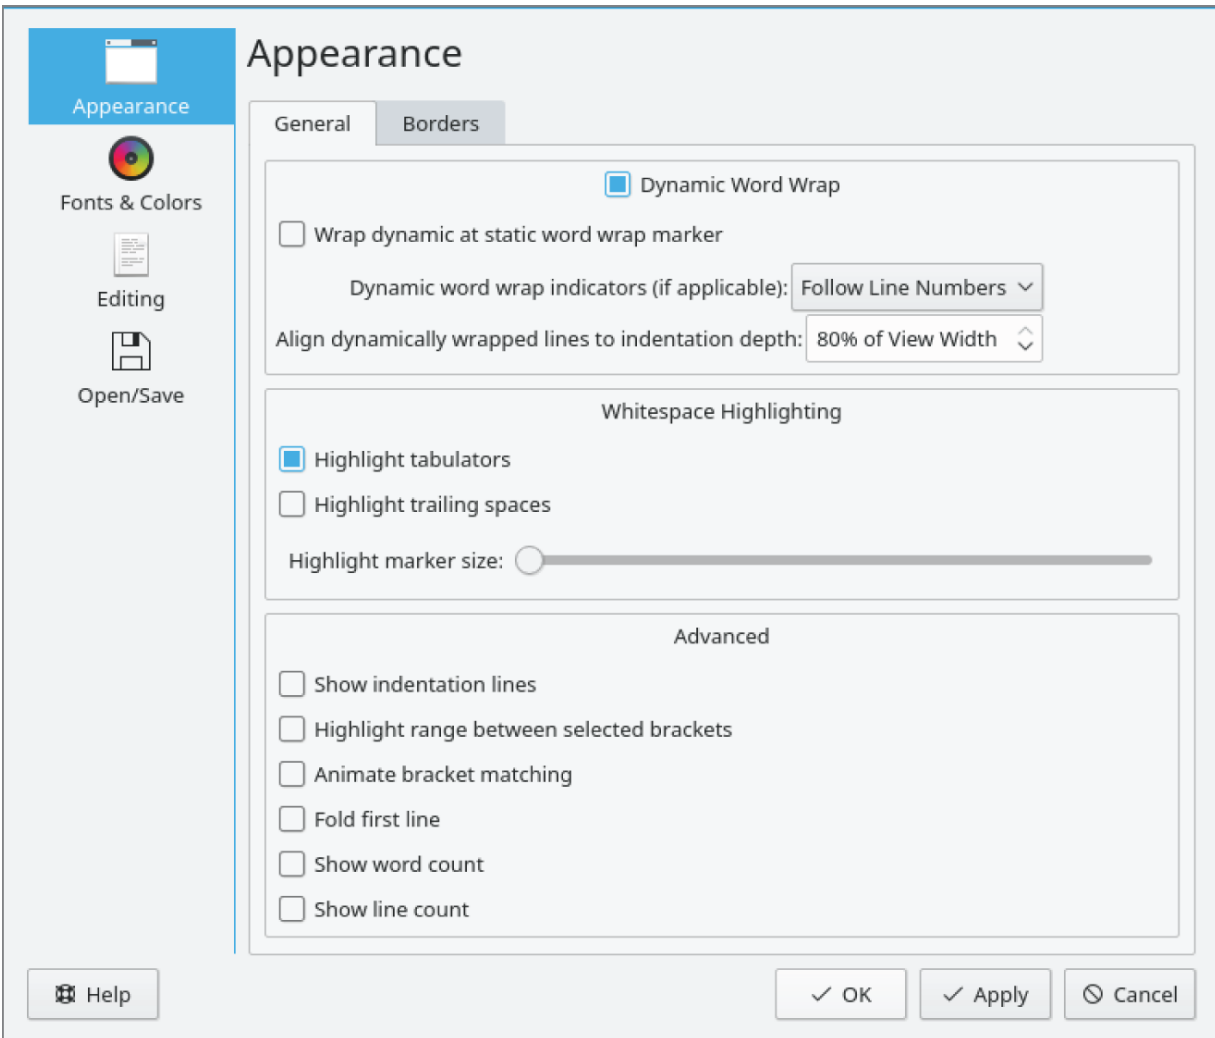 Appearance
Fonts & Colors
Editing
Open/Save
Appearance
General
Borders
Dynamic Word Wrap
Wrap dynamic at static word wrap marker
Dynamic word wrap indicators (if applicable): Follow Line Numbers
Align dynamically wrapped lines to indentation depth: 80% of View Width
Whitespace Highlighting
Highlight tabulators
Highlight trailing spaces
Highlight marker size:
Advanced
Show indentation lines
Highlight range between selected brackets
Animate bracket matching
Fold first line
Show word count
Show line count
Help
OK
Apply
Cancel